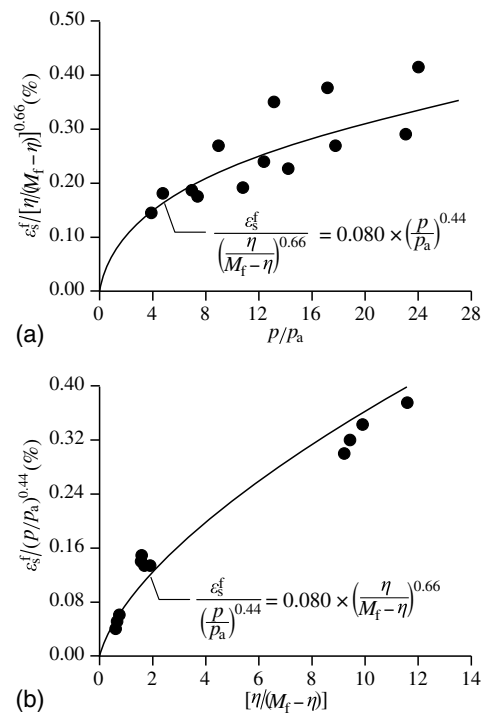 0.50
0.40
0.30
0.20
0.10
0.00
ε_s^f/[η/(M_f−η)]^0.66(%)
ε_s^f/(η/(M_f−η))^0.66 = 0.080 × (p/p_a)^0.44
0 4 8 12 16 20 24 28
p/p_a
(a)
0.40
0.32
0.24
0.16
0.08
0.00
ε_s^f/(p/p_a)^0.44(%)
ε_s^f/(p/p_a)^0.44 = 0.080 × (η/(M_f−η))^0.66
0 2 4 6 8 10 12 14
[η/(M_f−η)]
(b)